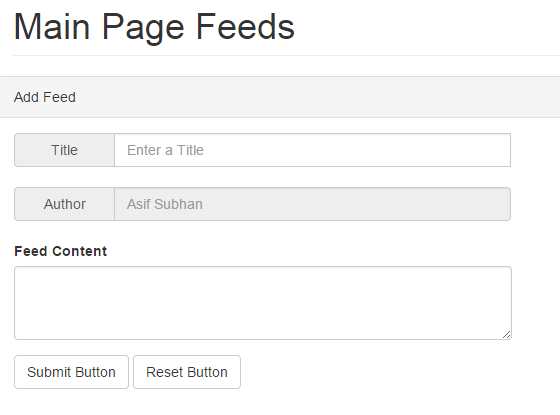 Main Page Feeds
Add Feed
Title Enter a Title
Author Asif Subhan
Feed Content
Submit Button Reset Button